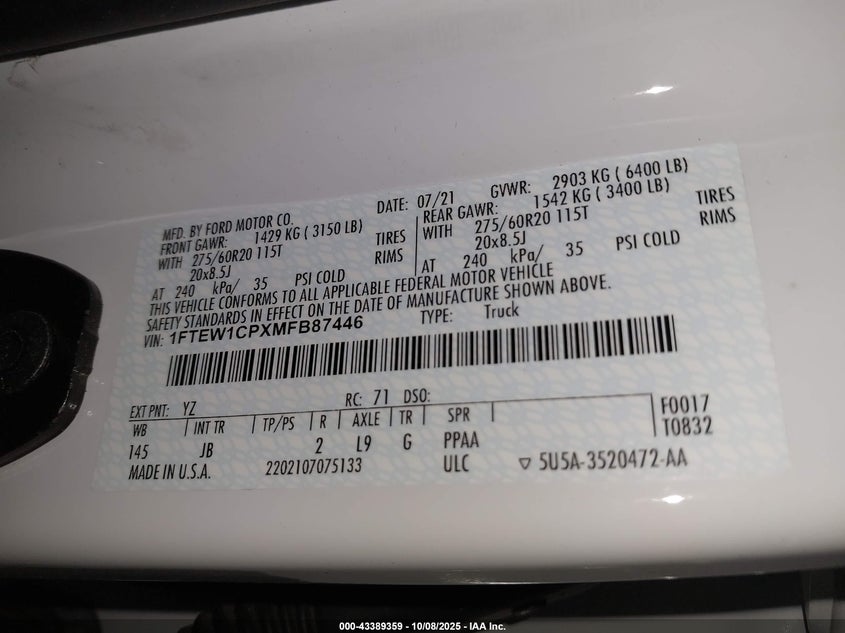 MFD. BY FORD MOTOR CO. DATE: 07/21 GVWR: 2903 KG ( 6400 LB)
FRONT GAWR: 1429 KG ( 3150 LB) REAR GAWR: 1542 KG ( 3400 LB)
WITH 275/60R20 115T TIRES WITH 275/60R20 115T TIRES
20x8.5J RIMS 20x8.5J RIMS
AT 240 kPa/ 35 PSI COLD AT 240 kPa/ 35 PSI COLD
THIS VEHICLE CONFORMS TO ALL APPLICABLE FEDERAL MOTOR VEHICLE
SAFETY STANDARDS IN EFFECT ON THE DATE OF MANUFACTURE SHOWN ABOVE.
VIN: 1FTEW1CPXMFB87446 TYPE: Truck
EXT PNT: YZ RC: 71 DSO:
WB INT TR TP/PS R AXLE TR SPR F0017
145 JB 2 L9 G PPAA T0832
MADE IN U.S.A. 2202107075133 ULC ▽ 5U5A-3520472-AA
000-43389359 - 10/08/2025 - IAA Inc.